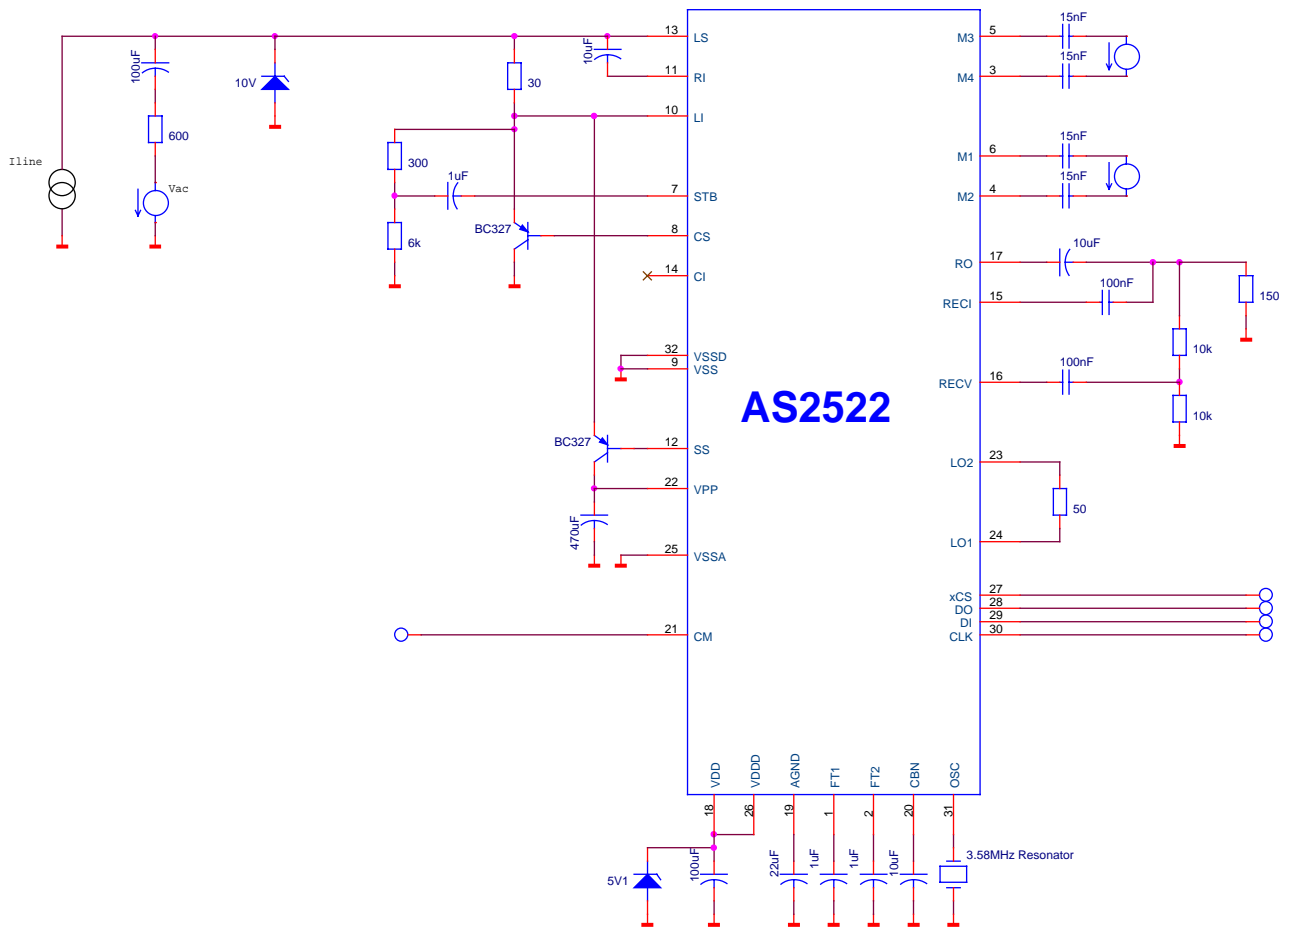 15nF
13
LS
5
M3
100uF
10uF
15nF
10V
30
11
RI
3
M4
10
LI
600
300
15nF
6
M1
Iline
Vac
1uF
7
STB
15nF
4
M2
BC327
8
CS
6k
10uF
17
RO
14
CI
100nF
15
RECI
150
32
VSSD
9
VSS
10k
100nF
16
RECV
AS2522
10k
BC327
12
SS
23
LO2
22
VPP
50
470uF
25
VSSA
24
LO1
27
xCS
28
DO
29
DI
30
CLK
21
CM
VDD
VDDD
AGND
FT1
FT2
CBN
OSC
18
26
19
1
2
20
31
5V1
100uF
22uF
1uF
1uF
10uF
3.58MHz Resonator